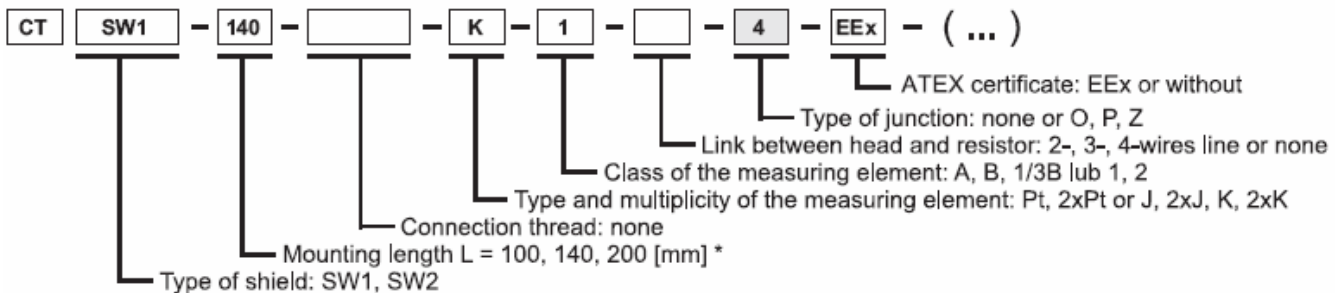 CT SW1 – 140 – – K – 1 – – 4 – EEx – (...)
ATEX certificate: EEx or without
Type of junction: none or O, P, Z
Link between head and resistor: 2-, 3-, 4-wires line or none
Class of the measuring element: A, B, 1/3B lub 1, 2
Type and multiplicity of the measuring element: Pt, 2xPt or J, 2xJ, K, 2xK
Connection thread: none
Mounting length L = 100, 140, 200 [mm] *
Type of shield: SW1, SW2